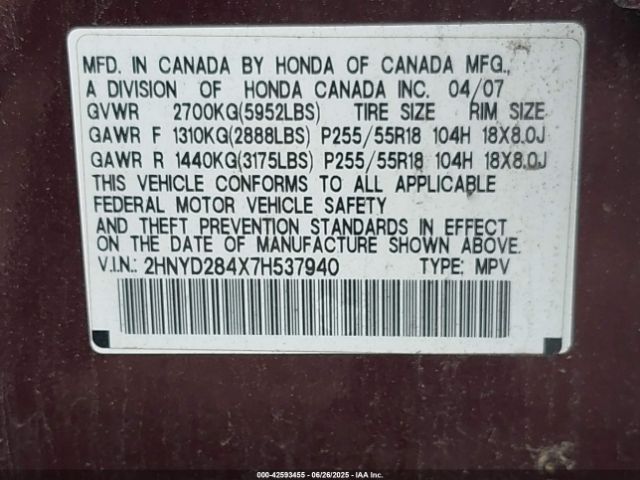 MFD. IN CANADA BY HONDA OF CANADA MFG.,
A DIVISION OF HONDA CANADA INC. 04/07
GVWR 2700KG(5952LBS) TIRE SIZE RIM SIZE
GAWR F 1310KG(2888LBS) P255/55R18 104H 18X8.0J
GAWR R 1440KG(3175LBS) P255/55R18 104H 18X8.0J
THIS VEHICLE CONFORMS TO ALL APPLICABLE
FEDERAL MOTOR VEHICLE SAFETY
AND THEFT PREVENTION STANDARDS IN EFFECT
ON DATE OF MANUFACTURE SHOWN ABOVE.
V.I.N.: 2HNYD284X7H537940 TYPE: MPV
000-42593455 - 06/26/2025 - IAA Inc.